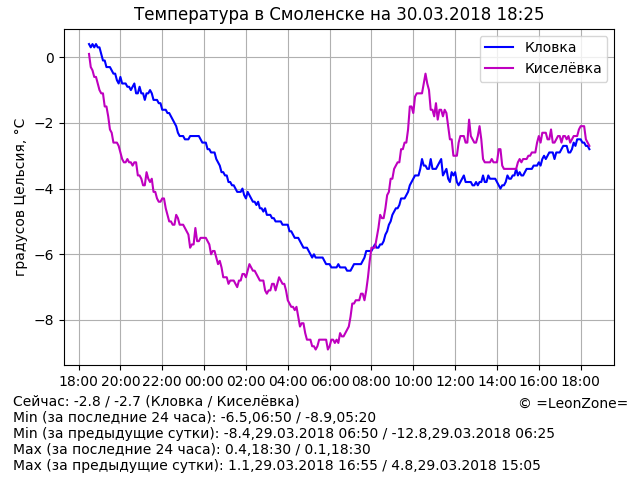 Температура в Смоленске на 30.03.2018 18:25
Кловка
Киселёвка
градусов Цельсия, °C
0
−2
−4
−6
−8
18:00 20:00 22:00 00:00 02:00 04:00 06:00 08:00 10:00 12:00 14:00 16:00 18:00
Сейчас: -2.8 / -2.7 (Кловка / Киселёвка)
© =LeonZone=
Min (за последние 24 часа): -6.5,06:50 / -8.9,05:20
Min (за предыдущие сутки): -8.4,29.03.2018 06:50 / -12.8,29.03.2018 06:25
Max (за последние 24 часа): 0.4,18:30 / 0.1,18:30
Max (за предыдущие сутки): 1.1,29.03.2018 16:55 / 4.8,29.03.2018 15:05